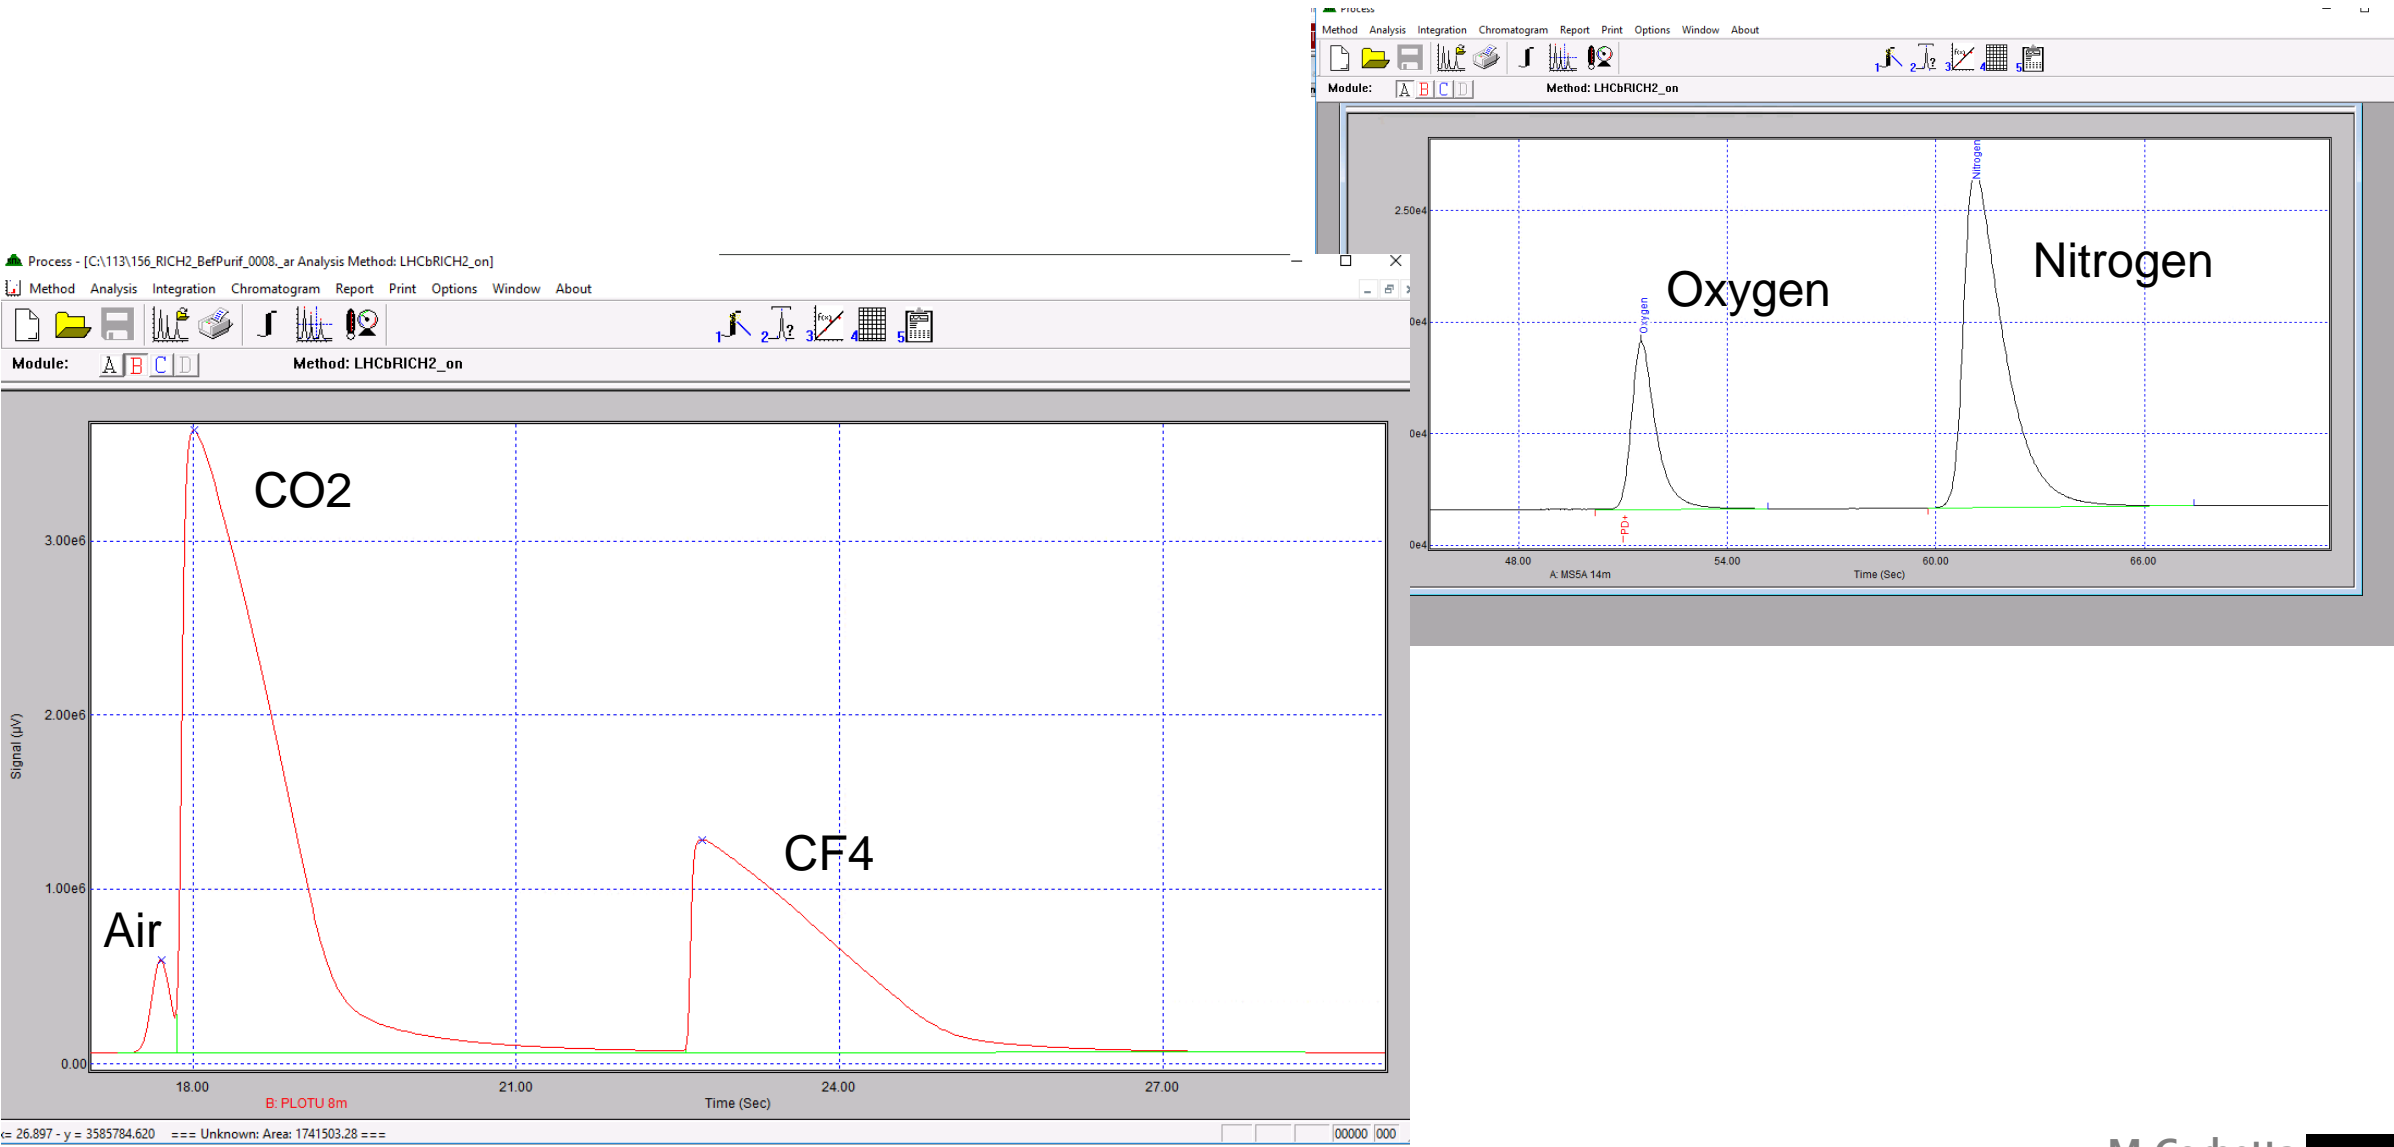 Process
Method Analysis Integration Chromatogram Report Print Options Window About
Module: A B C D Method: LHCbRICH2_on
Nitrogen
2.50e4
Nitrogen
Oxygen
Oxygen
0e4
0e4
-PD+
0e4
48.00 54.00 60.00 66.00
A: MS5A 14m Time (Sec)
Process - [C:\113\156_RICH2_BefPurif_0008._ar Analysis Method: LHCbRICH2_on]
Method Analysis Integration Chromatogram Report Print Options Window About
Module: A B C D Method: LHCbRICH2_on
CO2
3.00e6
2.00e6
Signal (µV)
CF4
1.00e6
Air
0.00
18.00 21.00 24.00 27.00
B: PLOTU 8m Time (Sec)
= 26.897 - y = 3585784.620 === Unknown: Area: 1741503.28 === 00000 000